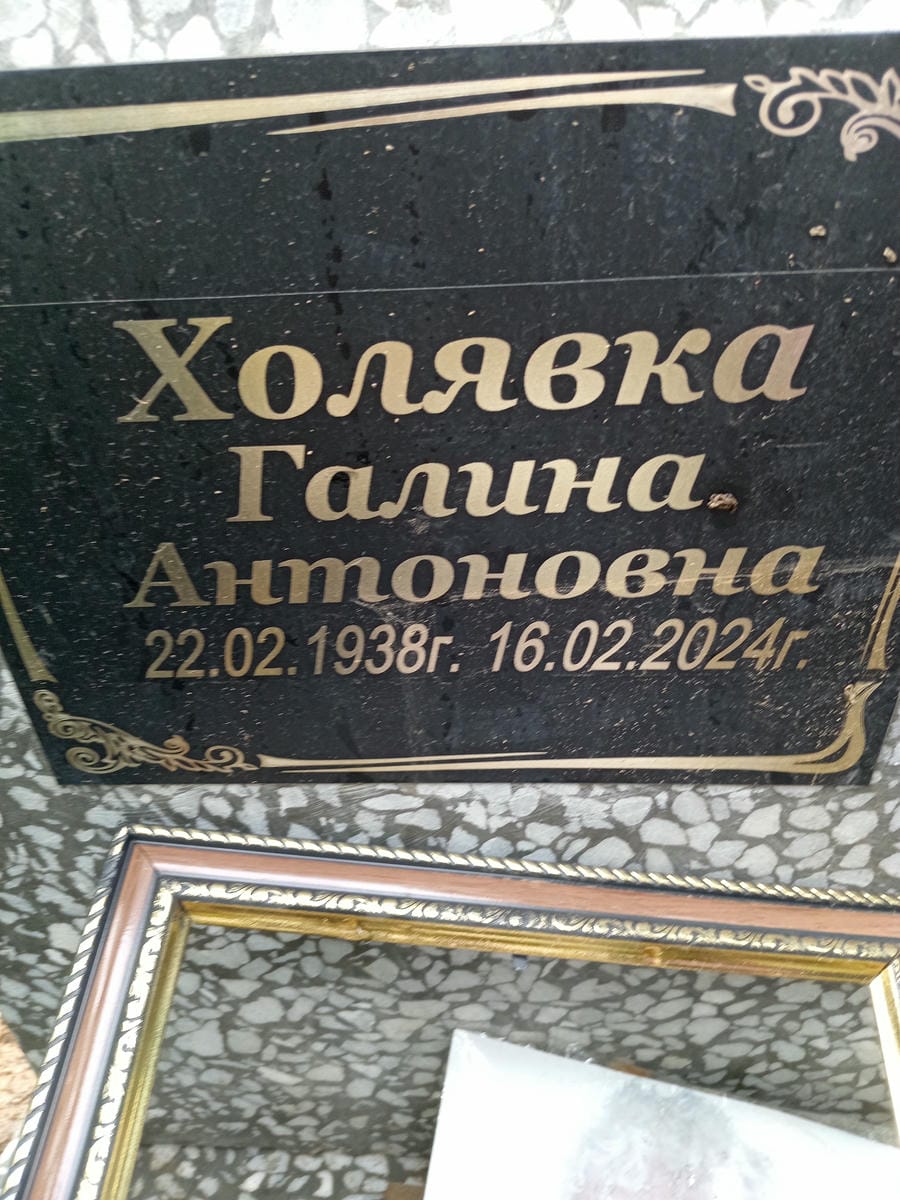 Холявка
Галина
Антоновна
22.02.1938г. 16.02.2024г.